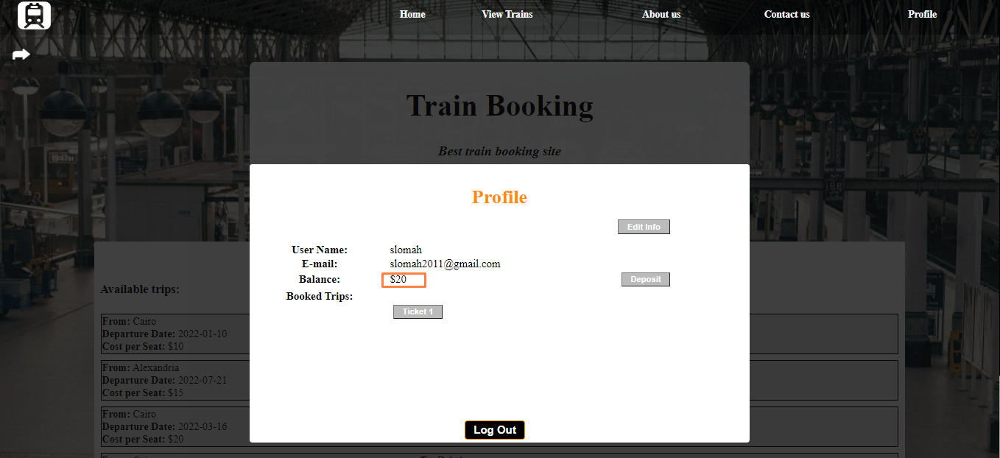 Home View Trains About us Contact us Profile
Train Booking
Best train booking site
Profile
Edit Info
User Name: slomah
E-mail: slomah2011@gmail.com
Balance: $20 Deposit
Booked Trips:
Ticket 1
Log Out
Available trips:
From: Cairo
Departure Date: 2022-01-10
Cost per Seat: $10
From: Alexandria
Departure Date: 2022-07-21
Cost per Seat: $15
From: Cairo
Departure Date: 2022-03-16
Cost per Seat: $20